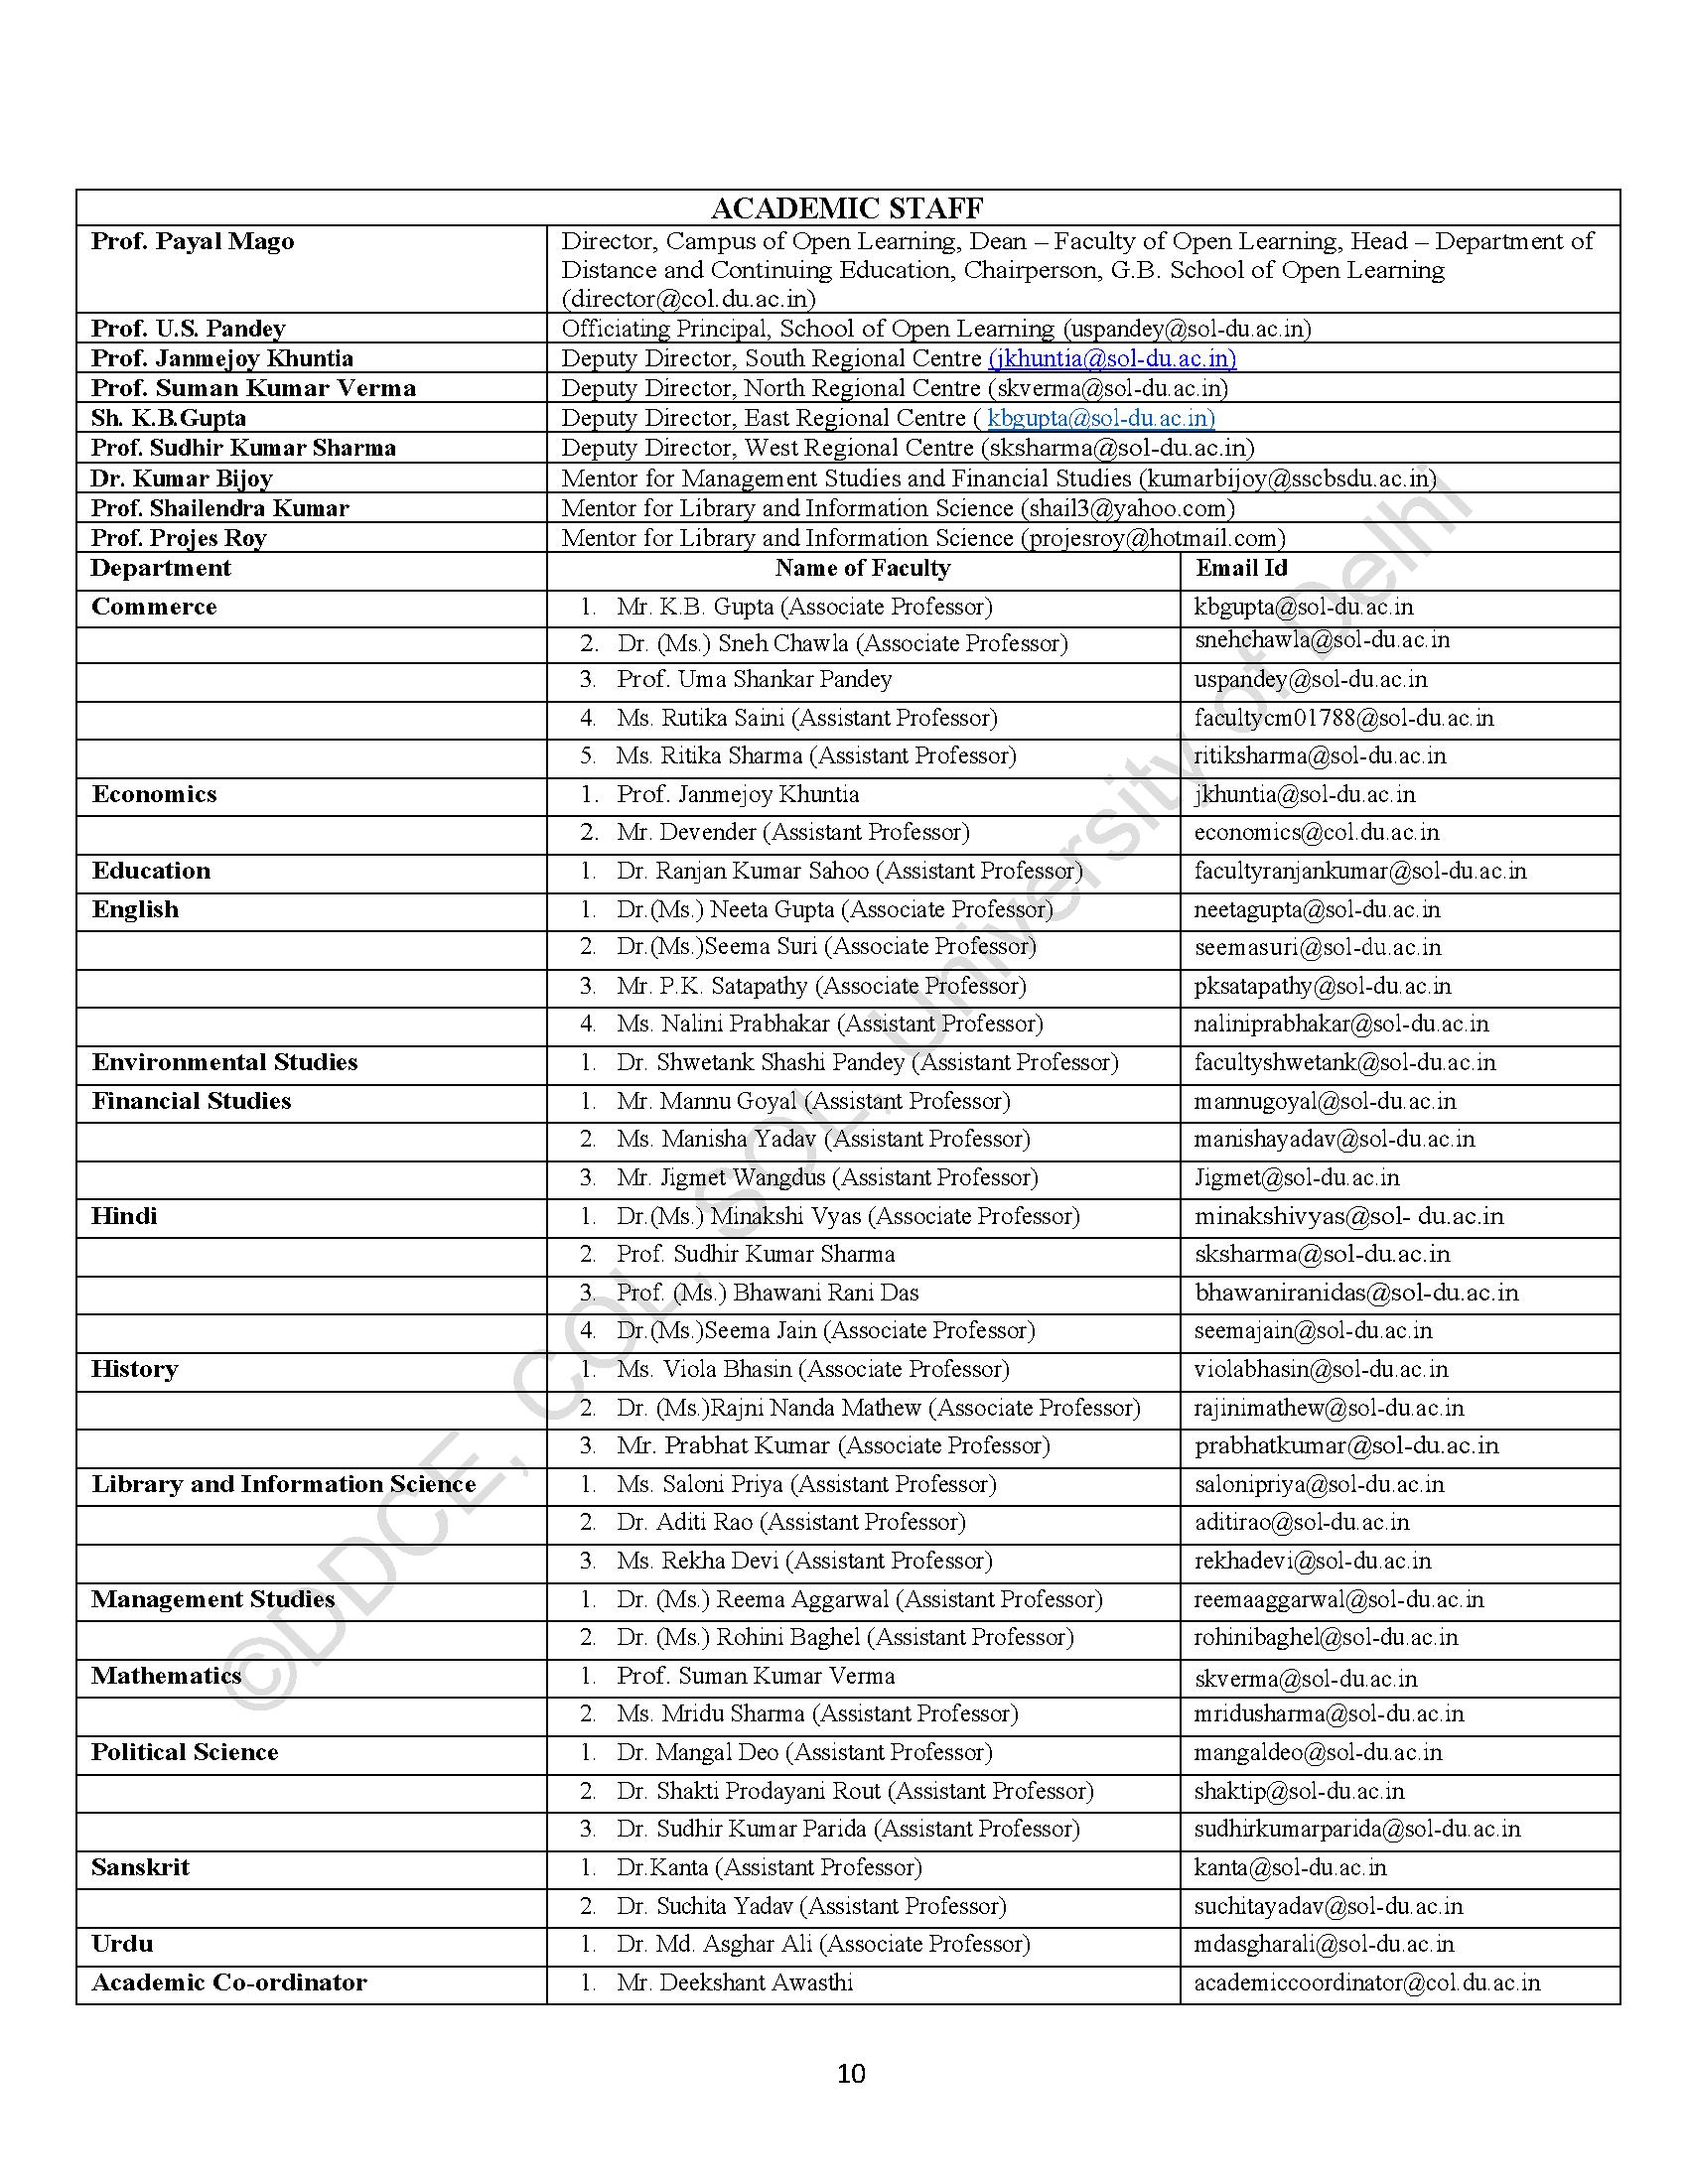 ACADEMIC STAFF
Prof. Payal Mago Director, Campus of Open Learning, Dean – Faculty of Open Learning, Head – Department of
Distance and Continuing Education, Chairperson, G.B. School of Open Learning
(director@col.du.ac.in)
Prof. U.S. Pandey Officiating Principal, School of Open Learning (uspandey@sol-du.ac.in)
Prof. Janmejoy Khuntia Deputy Director, South Regional Centre (jkhuntia@sol-du.ac.in)
Prof. Suman Kumar Verma Deputy Director, North Regional Centre (skverma@sol-du.ac.in)
Sh. K.B.Gupta Deputy Director, East Regional Centre ( kbgupta@sol-du.ac.in)
Prof. Sudhir Kumar Sharma Deputy Director, West Regional Centre (sksharma@sol-du.ac.in)
Dr. Kumar Bijoy Mentor for Management Studies and Financial Studies (kumarbijoy@sscbsdu.ac.in)
Prof. Shailendra Kumar Mentor for Library and Information Science (shail3@yahoo.com)
Prof. Projes Roy Mentor for Library and Information Science (projesroy@hotmail.com)
Department Name of Faculty Email Id
Commerce 1. Mr. K.B. Gupta (Associate Professor) kbgupta@sol-du.ac.in
2. Dr. (Ms.) Sneh Chawla (Associate Professor) snehchawla@sol-du.ac.in
3. Prof. Uma Shankar Pandey uspandey@sol-du.ac.in
4. Ms. Rutika Saini (Assistant Professor) facultycm01788@sol-du.ac.in
5. Ms. Ritika Sharma (Assistant Professor) ritiksharma@sol-du.ac.in
Economics 1. Prof. Janmejoy Khuntia jkhuntia@sol-du.ac.in
2. Mr. Devender (Assistant Professor) economics@col.du.ac.in
Education 1. Dr. Ranjan Kumar Sahoo (Assistant Professor) facultyranjankumar@sol-du.ac.in
English 1. Dr.(Ms.) Neeta Gupta (Associate Professor) neetagupta@sol-du.ac.in
2. Dr.(Ms.)Seema Suri (Associate Professor) seemasuri@sol-du.ac.in
3. Mr. P.K. Satapathy (Associate Professor) pksatapathy@sol-du.ac.in
4. Ms. Nalini Prabhakar (Assistant Professor) naliniprabhakar@sol-du.ac.in
Environmental Studies 1. Dr. Shwetank Shashi Pandey (Assistant Professor) facultyshwetank@sol-du.ac.in
Financial Studies 1. Mr. Mannu Goyal (Assistant Professor) mannugoyal@sol-du.ac.in
2. Ms. Manisha Yadav (Assistant Professor) manishayadav@sol-du.ac.in
3. Mr. Jigmet Wangdus (Assistant Professor) Jigmet@sol-du.ac.in
Hindi 1. Dr.(Ms.) Minakshi Vyas (Associate Professor) minakshivyas@sol- du.ac.in
2. Prof. Sudhir Kumar Sharma sksharma@sol-du.ac.in
3. Prof. (Ms.) Bhawani Rani Das bhawaniranidas@sol-du.ac.in
4. Dr.(Ms.)Seema Jain (Associate Professor) seemajain@sol-du.ac.in
History 1. Ms. Viola Bhasin (Associate Professor) violabhasin@sol-du.ac.in
2. Dr. (Ms.)Rajni Nanda Mathew (Associate Professor) rajinimathew@sol-du.ac.in
3. Mr. Prabhat Kumar (Associate Professor) prabhatkumar@sol-du.ac.in
Library and Information Science 1. Ms. Saloni Priya (Assistant Professor) salonipriya@sol-du.ac.in
2. Dr. Aditi Rao (Assistant Professor) aditirao@sol-du.ac.in
3. Ms. Rekha Devi (Assistant Professor) rekhadevi@sol-du.ac.in
Management Studies 1. Dr. (Ms.) Reema Aggarwal (Assistant Professor) reemaaggarwal@sol-du.ac.in
2. Dr. (Ms.) Rohini Baghel (Assistant Professor) rohinibaghel@sol-du.ac.in
Mathematics 1. Prof. Suman Kumar Verma skverma@sol-du.ac.in
2. Ms. Mridu Sharma (Assistant Professor) mridusharma@sol-du.ac.in
Political Science 1. Dr. Mangal Deo (Assistant Professor) mangaldeo@sol-du.ac.in
2. Dr. Shakti Prodayani Rout (Assistant Professor) shaktip@sol-du.ac.in
3. Dr. Sudhir Kumar Parida (Assistant Professor) sudhirkumarparida@sol-du.ac.in
Sanskrit 1. Dr.Kanta (Assistant Professor) kanta@sol-du.ac.in
2. Dr. Suchita Yadav (Assistant Professor) suchitayadav@sol-du.ac.in
Urdu 1. Dr. Md. Asghar Ali (Associate Professor) mdasgharali@sol-du.ac.in
Academic Co-ordinator 1. Mr. Deekshant Awasthi academiccoordinator@col.du.ac.in
©DDCE, COL, SOL, University of Delhi
10